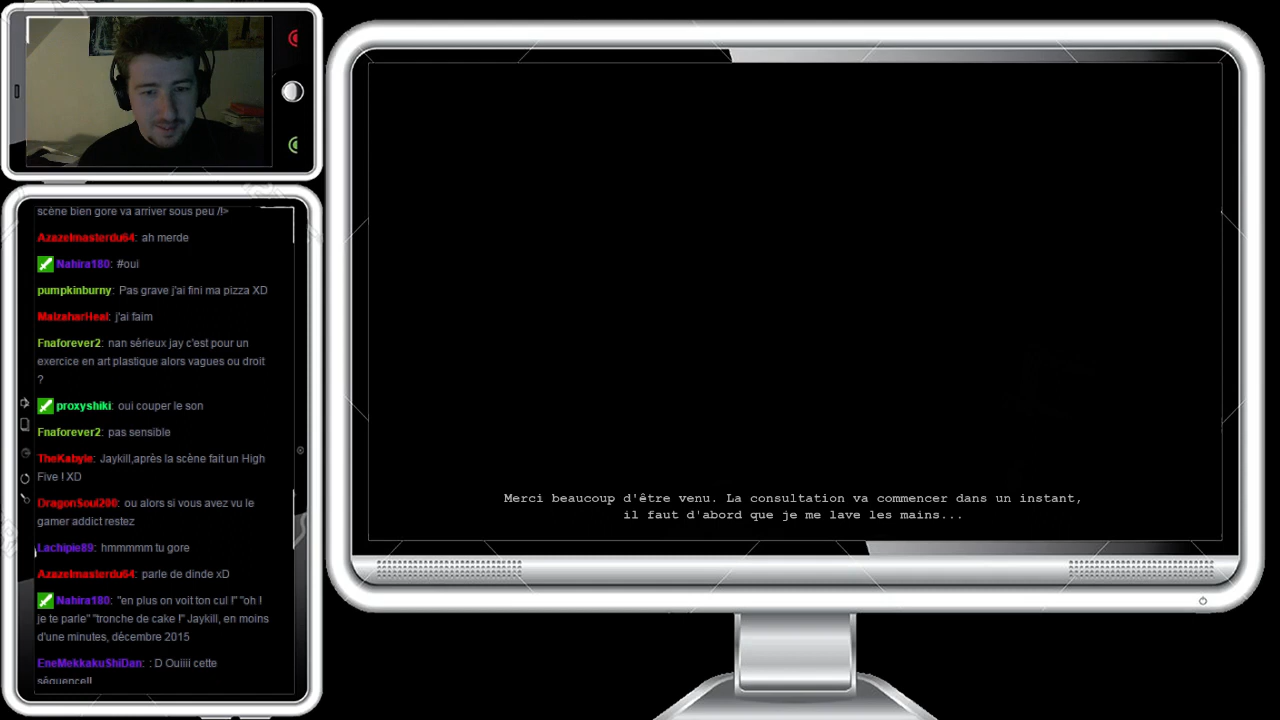 scène bien gore va arriver sous peu /!>
Azazelmasterdu64: ah merde
Nahira180: #oui
pumpkinburny: Pas grave j'ai fini ma pizza XD
MaizaharHeal: j'ai faim
Fnaforever2: nan sérieux jay c'est pour un
exercice en art plastique alors vagues ou droit
?
proxyshiki: oui couper le son
Fnaforever2: pas sensible
TheKabyle: Jaykill,après la scène fait un High
Five ! XD
DragonSoul200: ou alors si vous avez vu le
gamer addict restez
Lachipie89: hmmmmm tu gore
Azazelmasterdu64: parle de dinde xD
Nahira180: "en plus on voit ton cul !" "oh !
je te parle" "tronche de cake !" Jaykill, en moins
d'une minutes, décembre 2015
EneMekkakuShiDan: : D Ouiiii cette
séquence!!
Merci beaucoup d'être venu. La consultation va commencer dans un instant,
il faut d'abord que je me lave les mains...